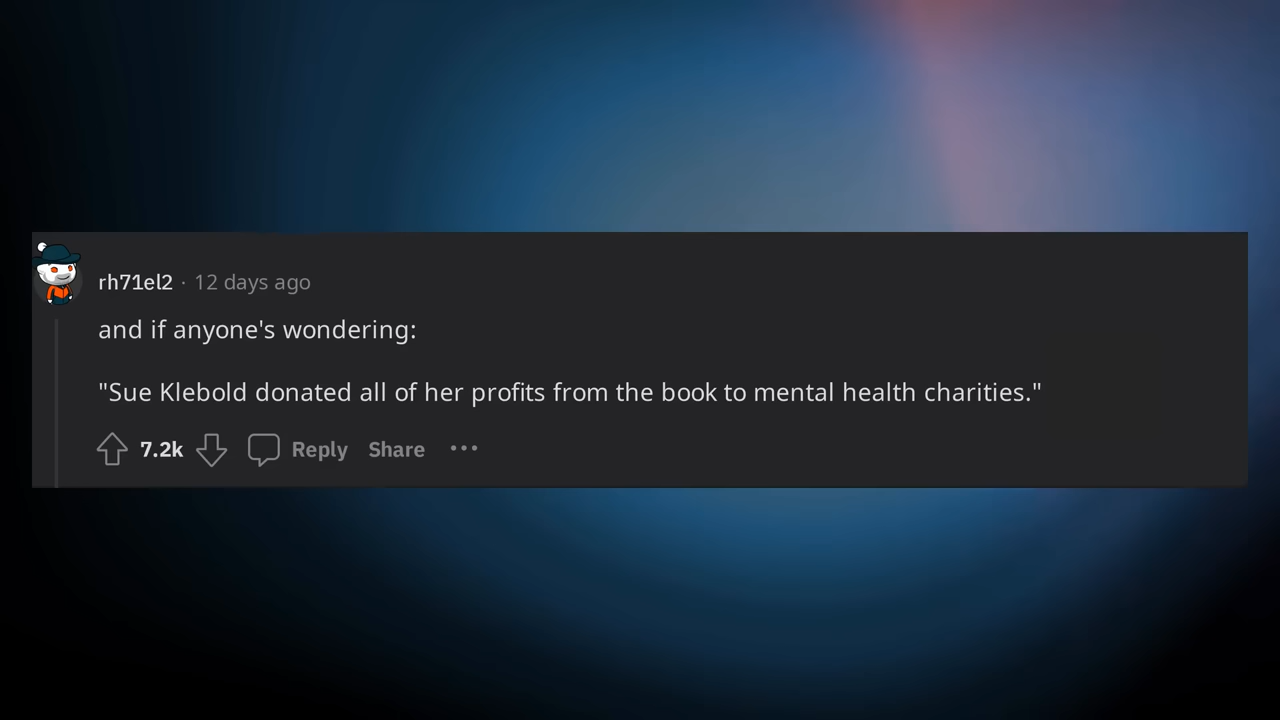 rh71el2 · 12 days ago
and if anyone's wondering:
"Sue Klebold donated all of her profits from the book to mental health charities."
7.2k Reply Share ···